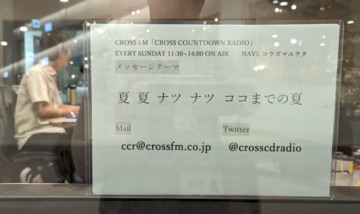 CROSS FM「CROSS COUNTDOWN RADIO」
EVERY SUNDAY 11:30~14:00 ON AIR NAVI: コウズマユウタ
メッセージテーマ
夏 夏 ナツ ナツ ココまでの夏
Mail Twitter
ccr@crossfm.co.jp @crosscdradio